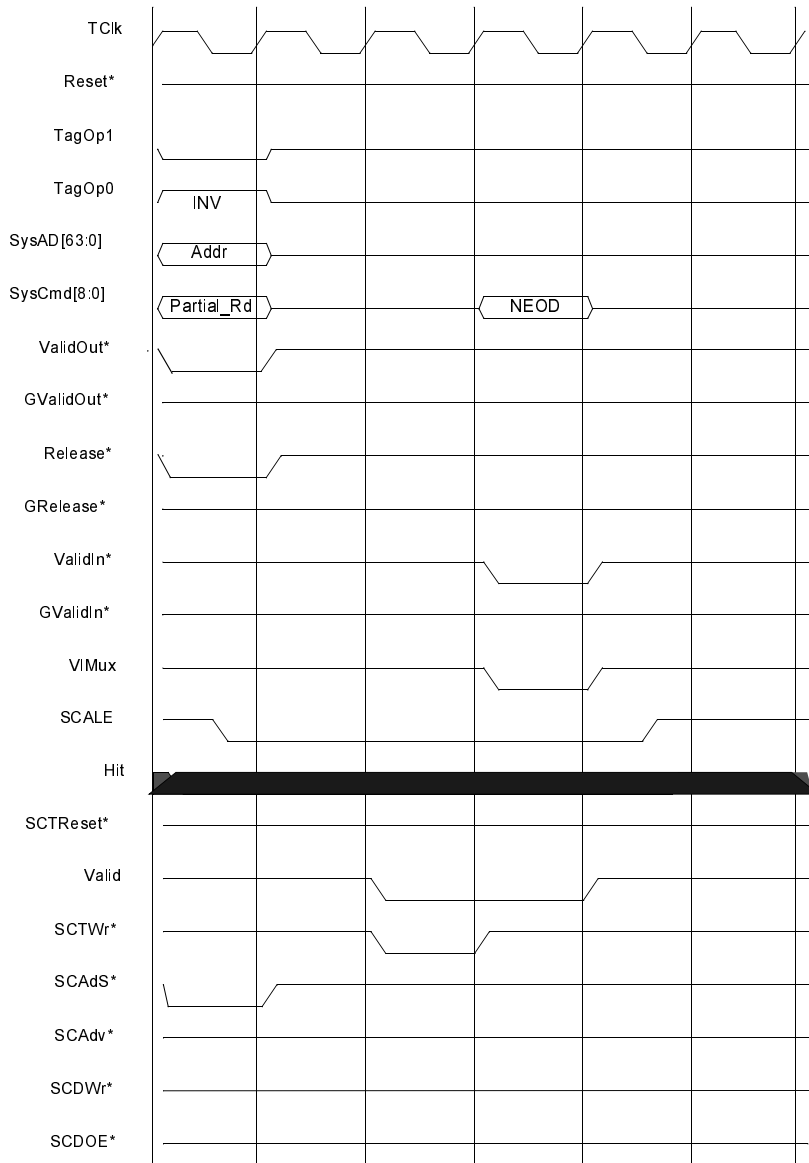 TClk
Reset*
TagOp1
TagOp0
INV
SysAD[63:0]
Addr
SysCmd[8:0]
Partial_Rd
NEOD
ValidOut*
GValidOut*
Release*
GRelease*
ValidIn*
GValidIn*
VIMux
SCALE
Hit
SCTReset*
Valid
SCTWr*
SCAdS*
SCAdv*
SCDWr*
SCDOE*